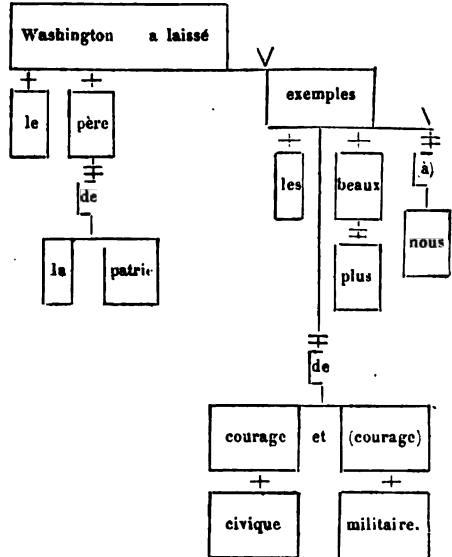 Washington a laissé
exemples
le père les beaux à)
de nous
la patrie plus
de
courage et (courage)
civique militaire.